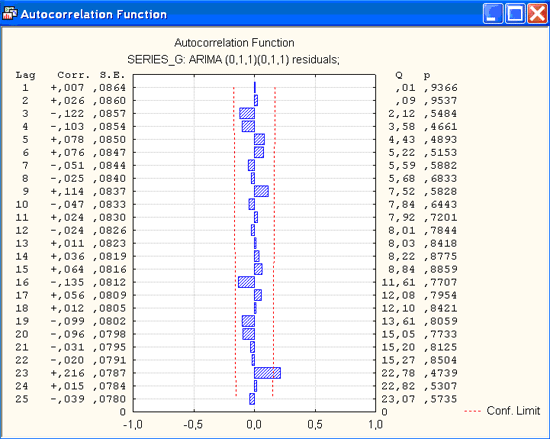 Autocorrelation Function
Autocorrelation Function
SERIES_G: ARIMA (0,1,1)(0,1,1) residuals;
Lag Corr. S.E. Q p
1 +,007 ,0864 ,01 ,9366
2 +,026 ,0860 ,09 ,9537
3 -,122 ,0857 2,12 ,5484
4 -,103 ,0854 3,58 ,4661
5 +,078 ,0850 4,43 ,4893
6 +,076 ,0847 5,22 ,5153
7 -,051 ,0844 5,59 ,5882
8 -,025 ,0840 5,68 ,6833
9 +,114 ,0837 7,52 ,5828
10 -,047 ,0833 7,84 ,6443
11 +,024 ,0830 7,92 ,7201
12 -,024 ,0826 8,01 ,7844
13 +,011 ,0823 8,03 ,8418
14 +,036 ,0819 8,22 ,8775
15 +,064 ,0816 8,84 ,8859
16 -,135 ,0812 11,61 ,7707
17 +,056 ,0809 12,08 ,7954
18 +,012 ,0805 12,10 ,8421
19 -,099 ,0802 13,61 ,8059
20 -,096 ,0798 15,05 ,7733
21 -,031 ,0795 15,20 ,8125
22 -,020 ,0791 15,27 ,8504
23 +,216 ,0787 22,78 ,4739
24 +,015 ,0784 22,82 ,5307
25 -,039 ,0780 23,07 ,5735
0 0
-1,0 -0,5 0,0 0,5 1,0
Conf. Limit